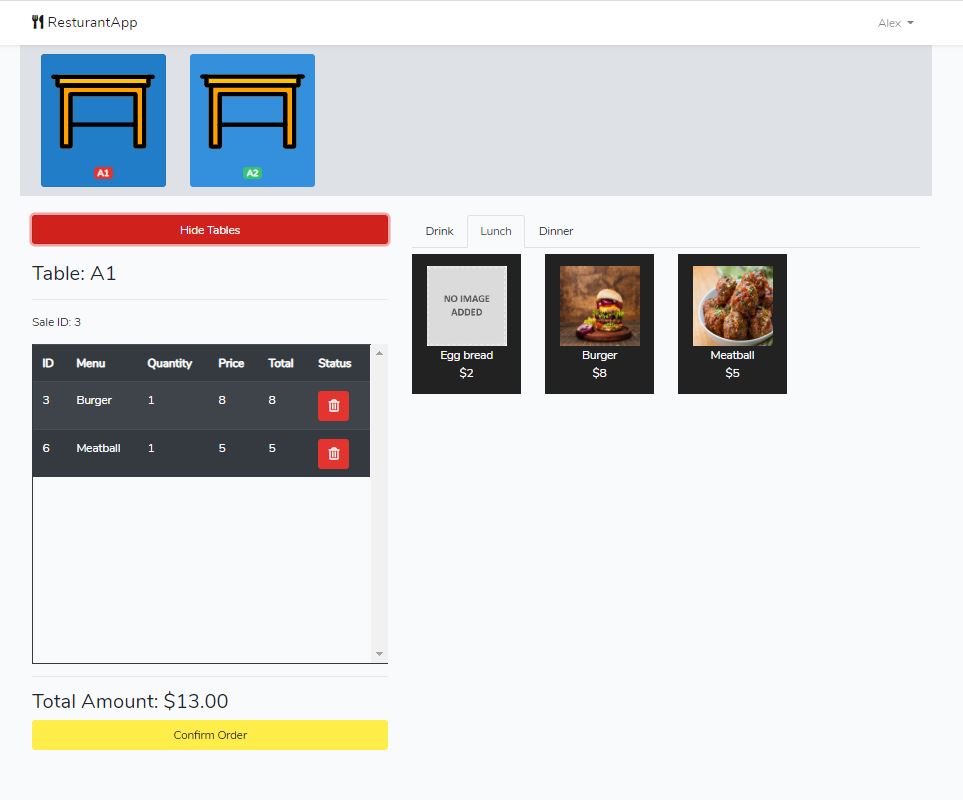 ResturantApp
Alex
A1
A2
Hide Tables
Table: A1
Sale ID: 3
ID Menu Quantity Price Total Status
3 Burger 1 8 8
6 Meatball 1 5 5
Total Amount: $13.00
Confirm Order
Drink Lunch Dinner
NO IMAGE
ADDED
Egg bread
$2
Burger
$8
Meatball
$5